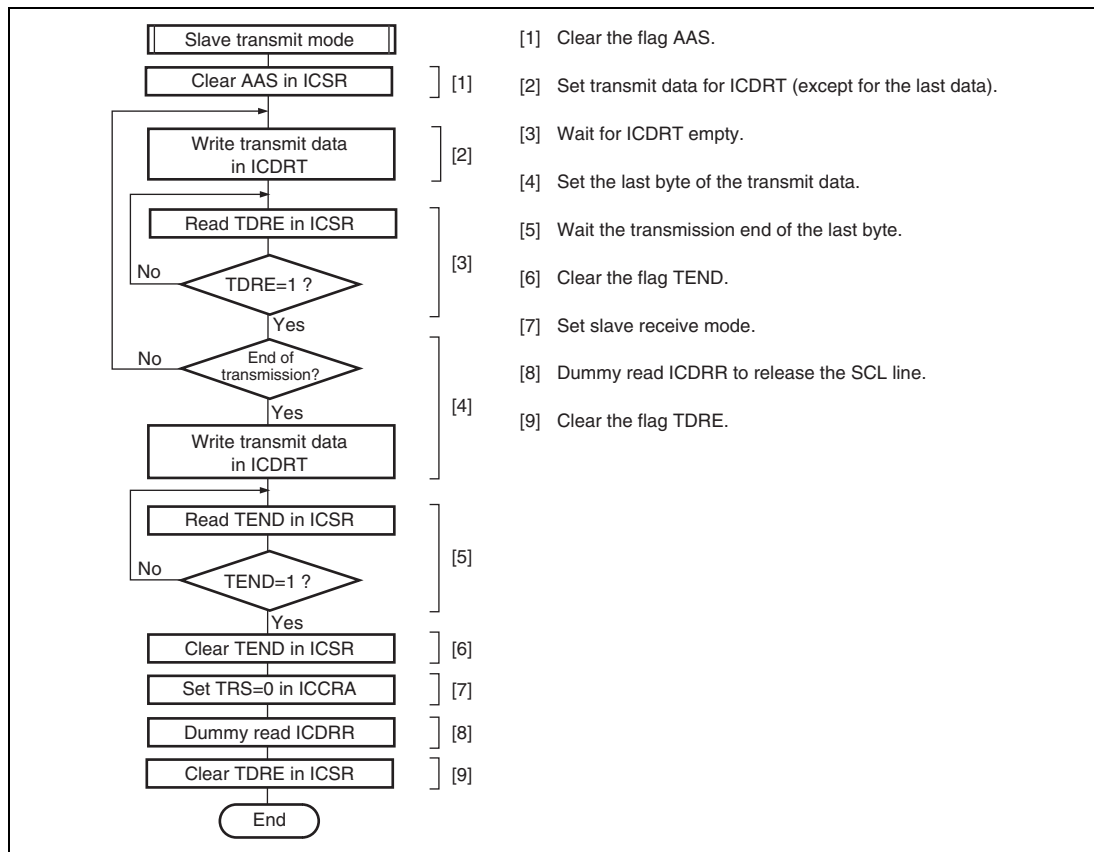 Slave transmit mode
Clear AAS in ICSR
[1]
Write transmit data
in ICDRT
[2]
Read TDRE in ICSR
No
TDRE=1 ?
[3]
Yes
No
End of
transmission?
Yes
[4]
Write transmit data
in ICDRT
Read TEND in ICSR
No
TEND=1 ?
[5]
Yes
Clear TEND in ICSR
[6]
Set TRS=0 in ICCRA
[7]
Dummy read ICDRR
[8]
Clear TDRE in ICSR
[9]
End
[1] Clear the flag AAS.
[2] Set transmit data for ICDRT (except for the last data).
[3] Wait for ICDRT empty.
[4] Set the last byte of the transmit data.
[5] Wait the transmission end of the last byte.
[6] Clear the flag TEND.
[7] Set slave receive mode.
[8] Dummy read ICDRR to release the SCL line.
[9] Clear the flag TDRE.